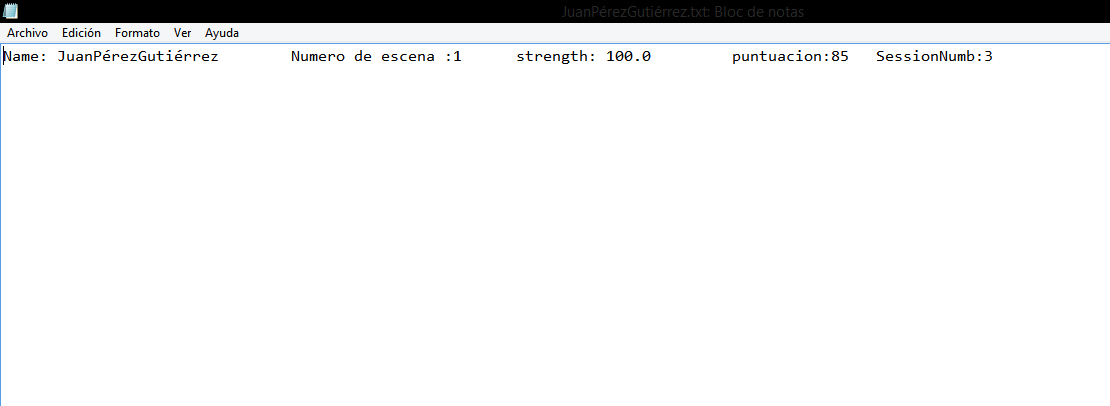 JuanPérezGutiérrez.txt: Bloc de notas
Archivo Edición Formato Ver Ayuda
Name: JuanPérezGutiérrez Numero de escena :1 strength: 100.0 puntuacion:85 SessionNumb:3